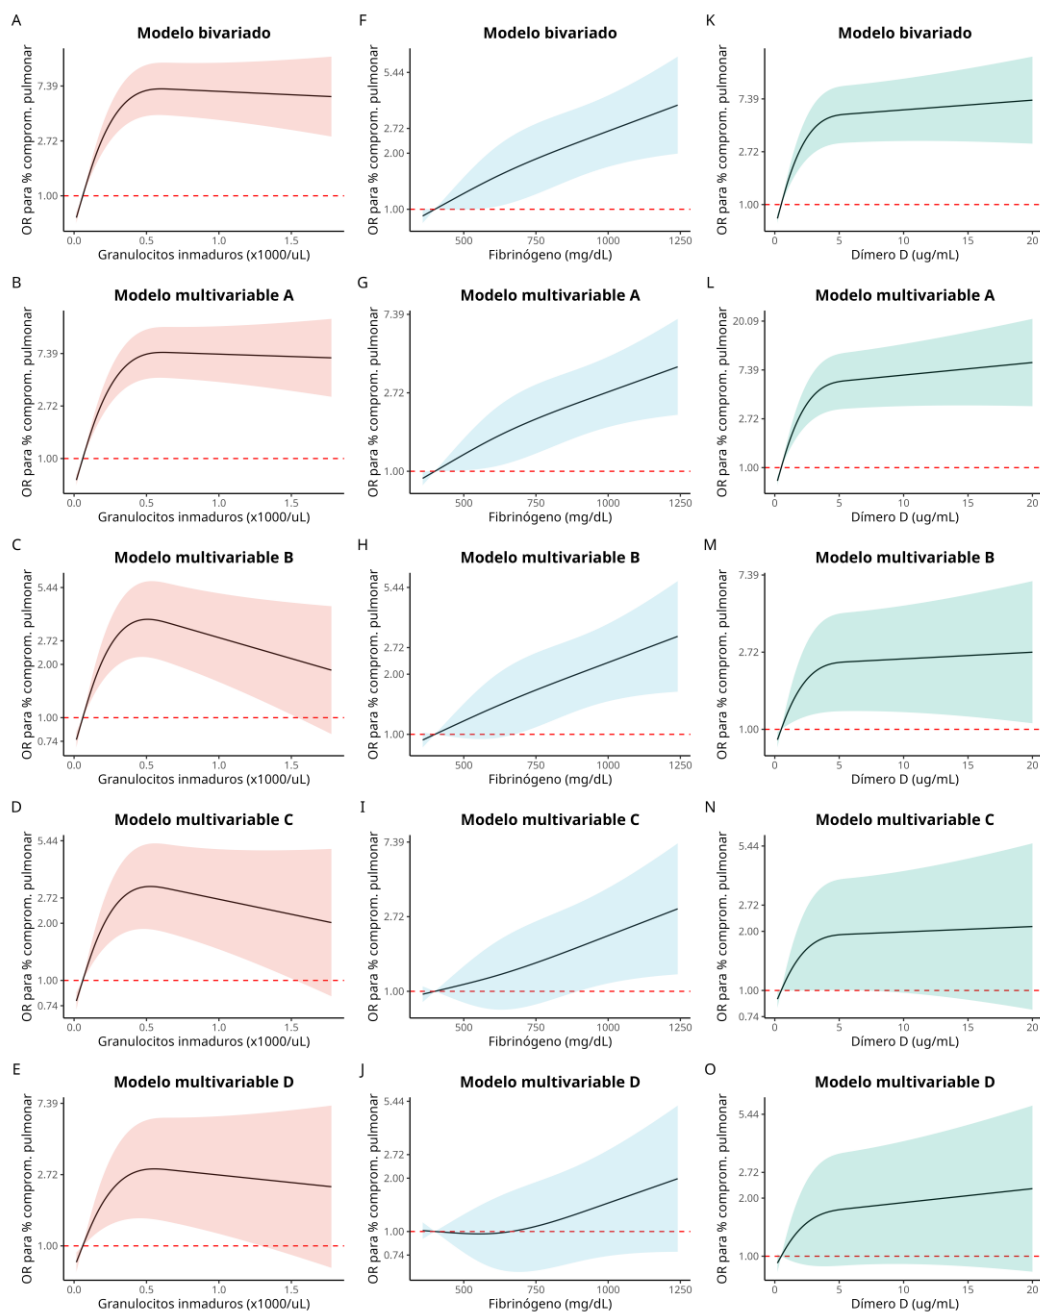 A
Modelo bivariado
OR para % comprom. pulmonar
7.39
2.72
1.00
0.0 0.5 1.0 1.5
Granulocitos inmaduros (x1000/uL)
F
Modelo bivariado
OR para % comprom. pulmonar
5.44
2.72
2.00
1.00
500 750 1000 1250
Fibrinógeno (mg/dL)
K
Modelo bivariado
OR para % comprom. pulmonar
7.39
2.72
1.00
0 5 10 15 20
Dímero D (ug/mL)
B
Modelo multivariable A
OR para % comprom. pulmonar
7.39
2.72
1.00
0.0 0.5 1.0 1.5
Granulocitos inmaduros (x1000/uL)
G
Modelo multivariable A
OR para % comprom. pulmonar
7.39
2.72
1.00
500 750 1000 1250
Fibrinógeno (mg/dL)
L
Modelo multivariable A
OR para % comprom. pulmonar
20.09
7.39
2.72
1.00
0 5 10 15 20
Dímero D (ug/mL)
C
Modelo multivariable B
OR para % comprom. pulmonar
5.44
2.72
2.00
1.00
0.74
0.0 0.5 1.0 1.5
Granulocitos inmaduros (x1000/uL)
H
Modelo multivariable B
OR para % comprom. pulmonar
5.44
2.72
2.00
1.00
500 750 1000 1250
Fibrinógeno (mg/dL)
M
Modelo multivariable B
OR para % comprom. pulmonar
7.39
2.72
1.00
0 5 10 15 20
Dímero D (ug/mL)
D
Modelo multivariable C
OR para % comprom. pulmonar
5.44
2.72
2.00
1.00
0.74
0.0 0.5 1.0 1.5
Granulocitos inmaduros (x1000/uL)
I
Modelo multivariable C
OR para % comprom. pulmonar
7.39
2.72
1.00
500 750 1000 1250
Fibrinógeno (mg/dL)
N
Modelo multivariable C
OR para % comprom. pulmonar
5.44
2.72
2.00
1.00
0.74
0 5 10 15 20
Dímero D (ug/mL)
E
Modelo multivariable D
OR para % comprom. pulmonar
7.39
2.72
1.00
0.0 0.5 1.0 1.5
Granulocitos inmaduros (x1000/uL)
J
Modelo multivariable D
OR para % comprom. pulmonar
5.44
2.72
2.00
1.00
0.74
500 750 1000 1250
Fibrinógeno (mg/dL)
O
Modelo multivariable D
OR para % comprom. pulmonar
5.44
2.72
2.00
1.00
0 5 10 15 20
Dímero D (ug/mL)